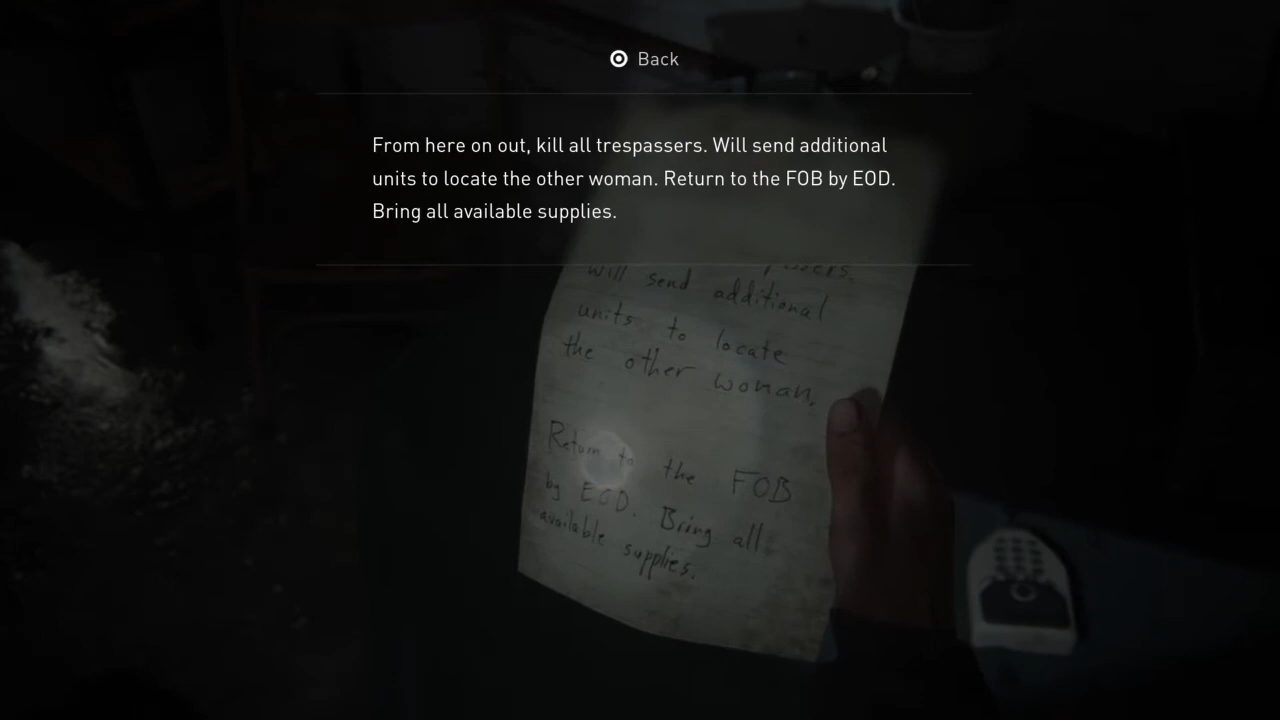 Back
From here on out, kill all trespassers. Will send additional
units to locate the other woman. Return to the FOB by EOD.
Bring all available supplies.
will send additional
units to locate
the other woman.
Return to the FOB
by EOD. Bring all
available supplies.